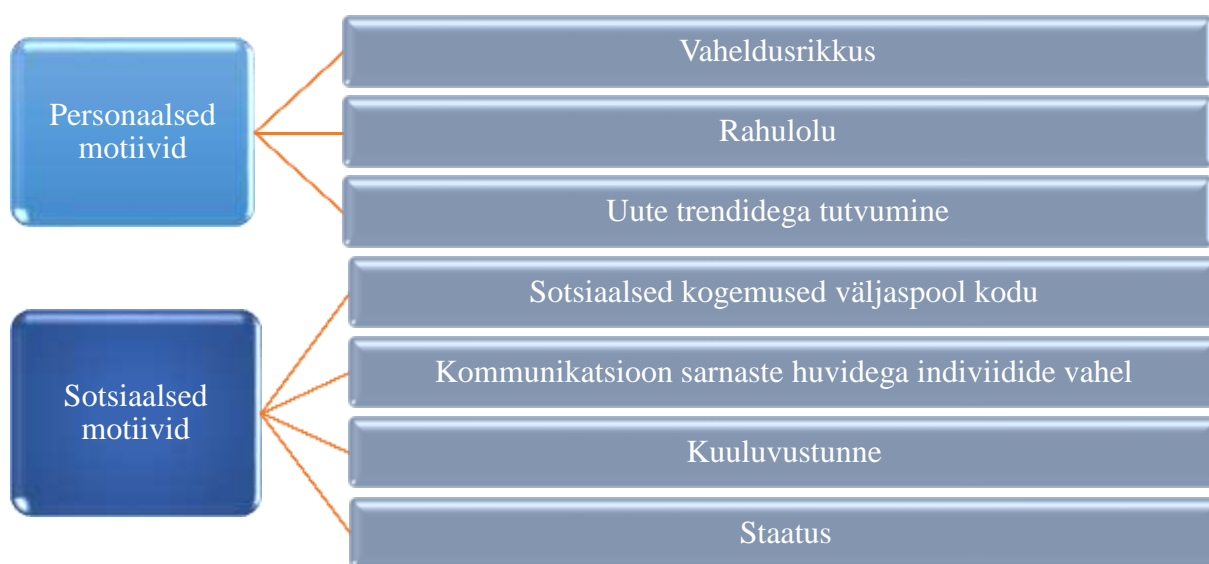 Personaalsed
motiivid
Vaheldusrikkus
Rahulolu
Uute trendidega tutvumine
Sotsiaalsed
motiivid
Sotsiaalsed kogemused väljaspool kodu
Kommunikatsioon sarnaste huvidega indiviidide vahel
Kuuluvustunne
Staatus